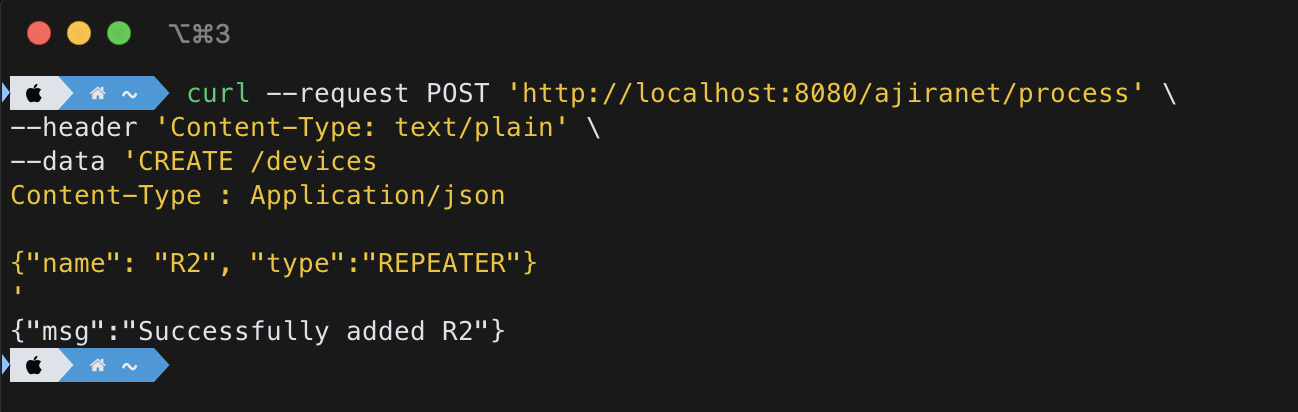 ⌥⌘3
~ curl --request POST 'http://localhost:8080/ajiranet/process' \
--header 'Content-Type: text/plain' \
--data 'CREATE /devices
Content-Type : Application/json

{"name": "R2", "type":"REPEATER"}
'
{"msg":"Successfully added R2"}
~